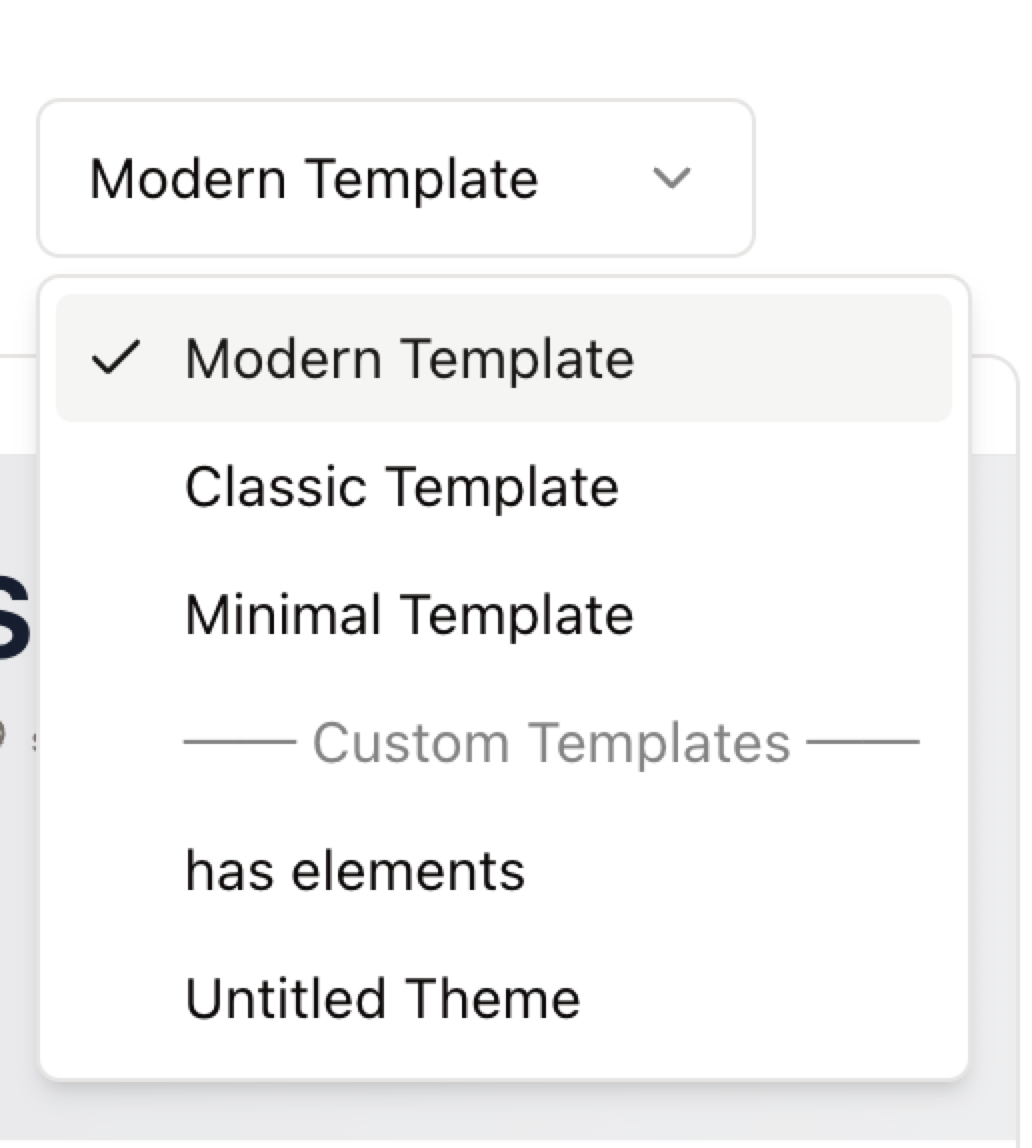 Modern Template
Modern Template
Classic Template
Minimal Template
Custom Templates
has elements
Untitled Theme